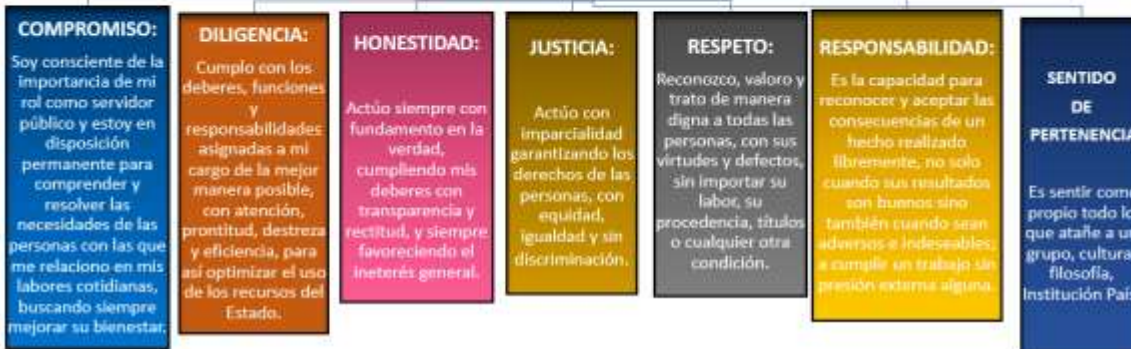 COMPROMISO:
Soy consciente de la
importancia de mi
rol como servidor
público y estoy en
disposición
permanente para
comprender y
resolver las
necesidades de las
personas con las que
me relaciono en mis
labores cotidianas,
buscando siempre
mejorar su bienestar.
DILIGENCIA:
Cumplo con los
deberes, funciones
y
responsabilidades
asignadas a mi
cargo de la mejor
manera posible,
con atención,
prontitud, destreza
y eficiencia, para
así optimizar el uso
de los recursos del
Estado.
HONESTIDAD:
Actúo siempre con
fundamento en la
verdad,
cumpliendo mis
deberes con
transparencia y
rectitud, y siempre
favoreciendo el
ineterés general.
JUSTICIA:
Actúo con
imparcialidad
garantizando los
derechos de las
personas, con
equidad,
igualdad y sin
discriminación.
RESPETO:
Reconozco, valoro y
trato de manera
digna a todas las
personas, con sus
virtudes y defectos,
sin importar su
labor, su
procedencia, títulos
o cualquier otra
condición.
RESPONSABILIDAD:
Es la capacidad para
reconocer y aceptar las
consecuencias de un
hecho realizado
libremente, no solo
cuando sus resultados
son buenos sino
también cuando sean
adversos e indeseables;
a cumplir un trabajo sin
presión externa alguna.
SENTIDO
DE
PERTENENCIA
Es sentir como
propio todo lo
que atañe a un
grupo, cultura,
filosofía,
Institución País